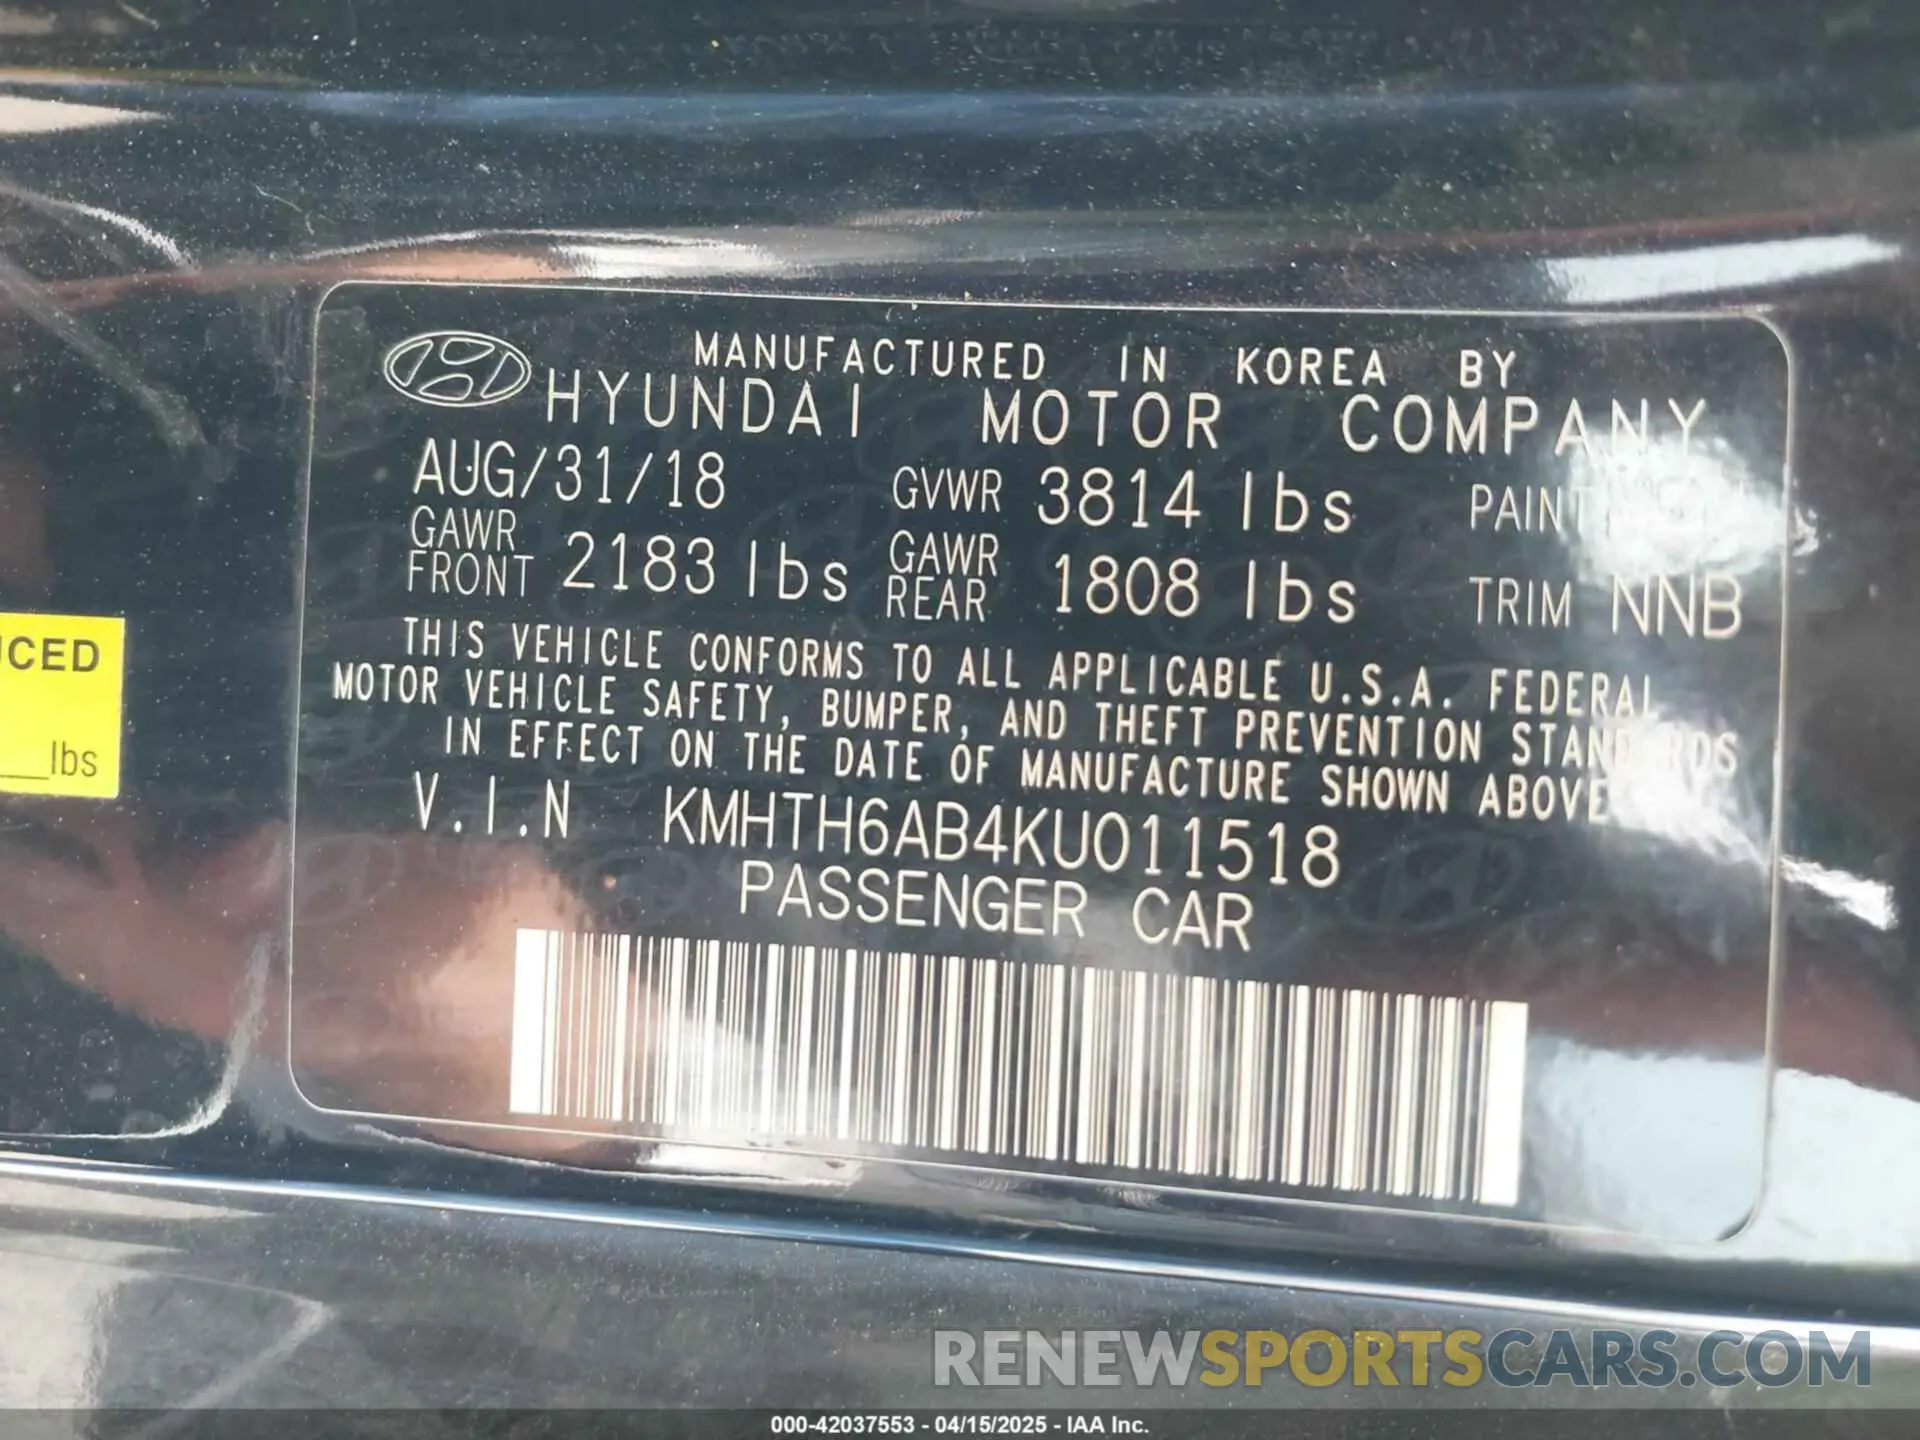 MANUFACTURED IN KOREA BY
HYUNDAI MOTOR COMPANY
AUG/31/18 GVWR 3814 lbs PAINT
GAWR FRONT 2183 lbs GAWR REAR 1808 lbs TRIM NNB
THIS VEHICLE CONFORMS TO ALL APPLICABLE U.S.A. FEDERAL
MOTOR VEHICLE SAFETY, BUMPER, AND THEFT PREVENTION STANDARDS
IN EFFECT ON THE DATE OF MANUFACTURE SHOWN ABOVE
V.I.N KMHTH6AB4KU011518
PASSENGER CAR
lbs
RENEWSPORTSCARS.COM
000-42037553 - 04/15/2025 - IAA Inc.